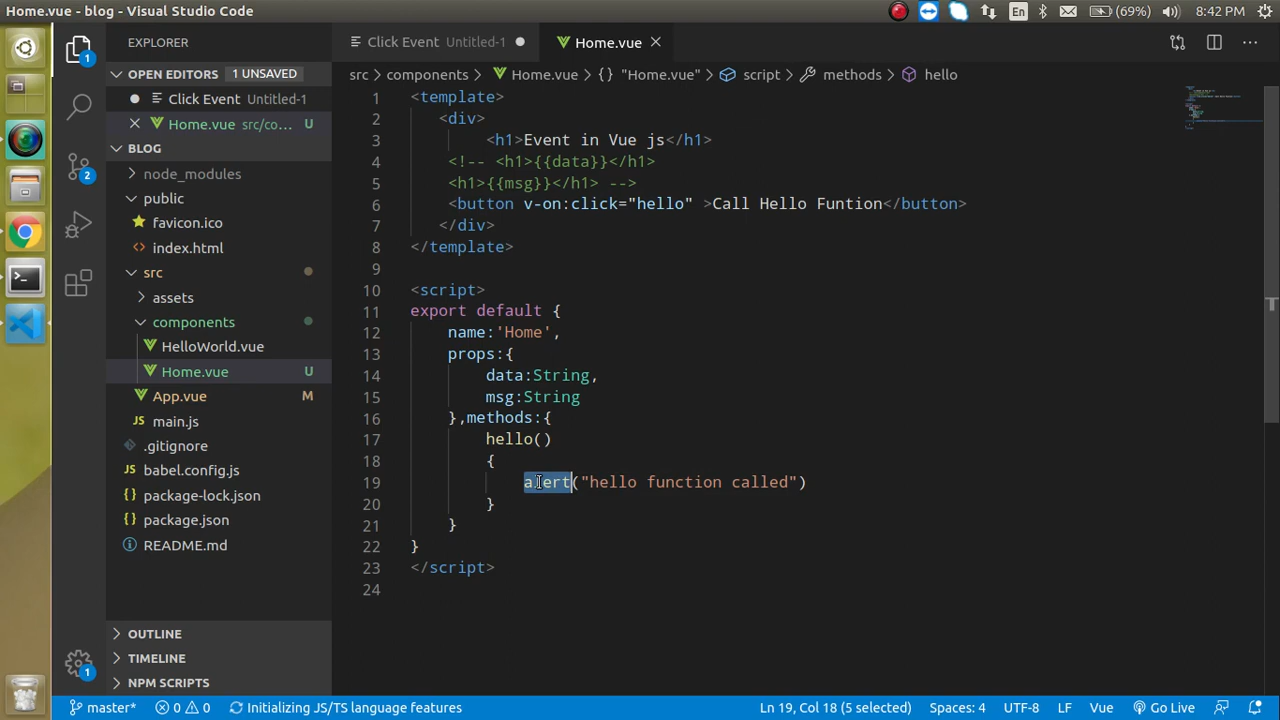 Home.vue - blog - Visual Studio Code
En
(69%)
8:42 PM
EXPLORER
OPEN EDITORS 1 UNSAVED
Click Event Untitled-1
Home.vue src/co... U
BLOG
node_modules
public
favicon.ico
index.html
src
assets
components
HelloWorld.vue
Home.vue U
App.vue M
JS main.js
.gitignore
babel.config.js
package-lock.json
package.json
README.md
OUTLINE
TIMELINE
NPM SCRIPTS
1
2
1
Click Event Untitled-1
Home.vue
src > components > Home.vue > {} "Home.vue" > script > methods > hello
1 <template>
2 <div>
3 <h1>Event in Vue js</h1>
4 <!-- <h1>{{data}}</h1>
5 <h1>{{msg}}</h1> -->
6 <button v-on:click="hello" >Call Hello Funtion</button>
7 </div>
8 </template>
9
10 <script>
11 export default {
12 name:'Home',
13 props:{
14 data:String,
15 msg:String
16 },methods:{
17 hello()
18 {
19 alert("hello function called")
20 }
21 }
22 }
23 </script>
24
master*
0 0
Initializing JS/TS language features
Ln 19, Col 18 (5 selected)
Spaces: 4
UTF-8
LF
Vue
Go Live